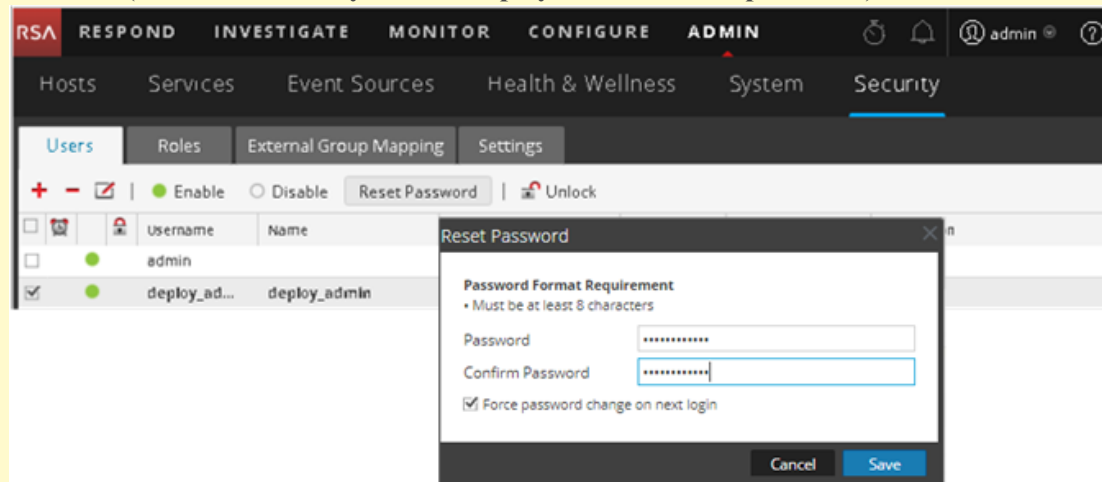 RSA RESPOND INVESTIGATE MONITOR CONFIGURE ADMIN admin
Hosts Services Event Sources Health & Wellness System Security
Users Roles External Group Mapping Settings
Enable Disable Reset Password Unlock
Username Name
admin
deploy_ad... deploy_admin
Reset Password
Password Format Requirement
• Must be at least 8 characters
Password ••••••••••••
Confirm Password ••••••••••••
Force password change on next login
Cancel Save